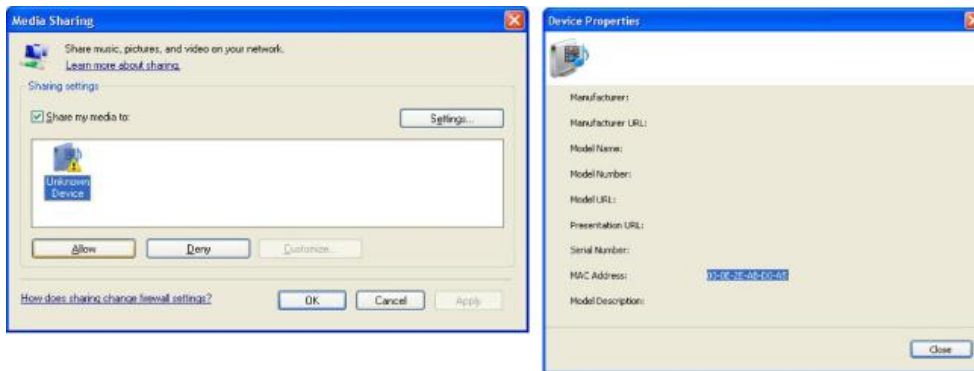 Media Sharing
Share music, pictures, and video on your network.
Learn more about sharing.
Sharing settings
Share my media to:
Settings...
Unknown
Device
Allow
Deny
Customize...
How does sharing change firewall settings?
OK
Cancel
Apply
Device Properties
Manufacturer:
Manufacturer URL:
Model Name:
Model Number:
Model URL:
Presentation URL:
Serial Number:
MAC Address:
Model Description:
Close